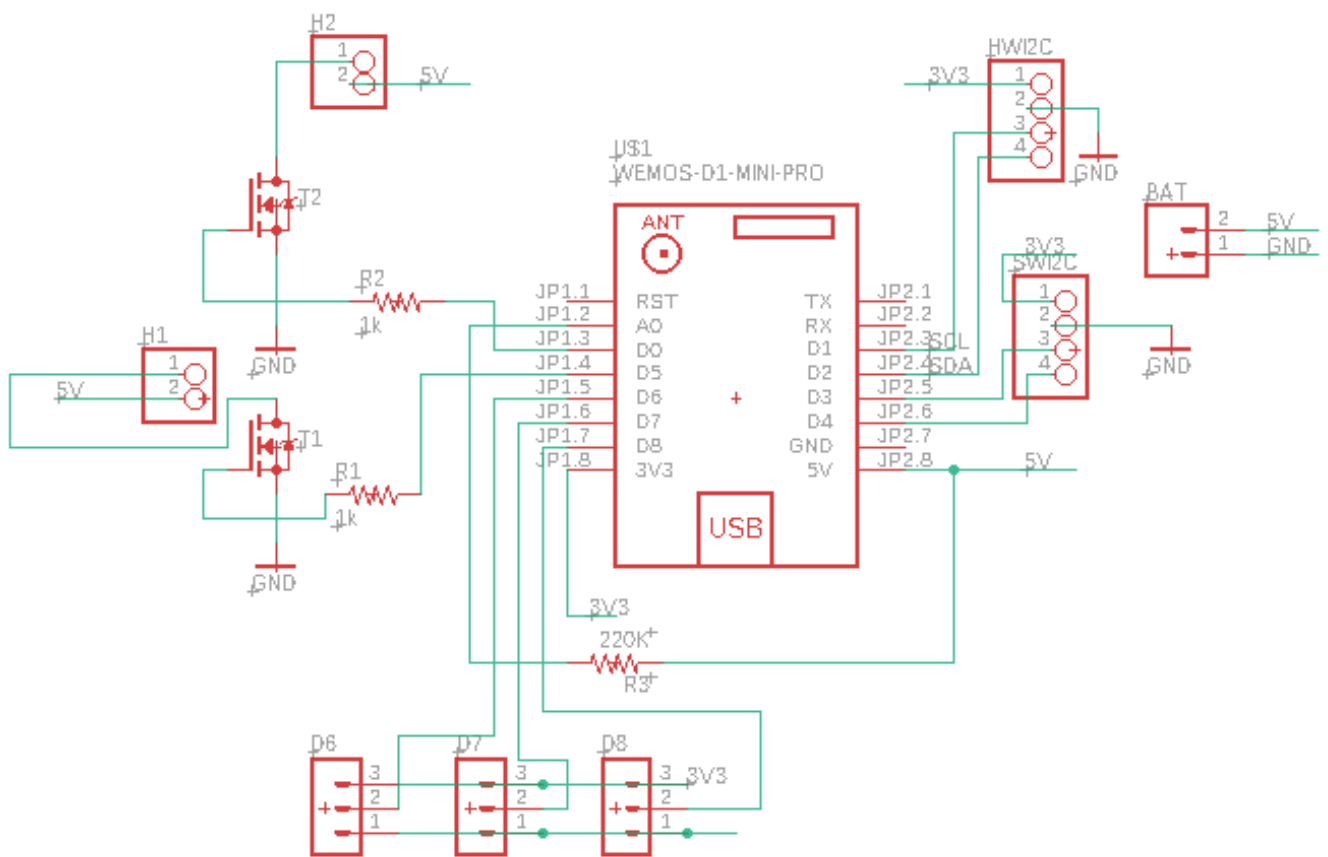 H2
1
2
5V
HWI2C
3V3
1
2
3
4
GND
U$1
WEMOS-D1-MINI-PRO
ANT
BAT
2
5V
1
GND
T2
3V3
SWI2C
1
2
3
4
GND
R2
1k
GND
JP1.1
RST
TX
JP2.1
JP1.2
A0
RX
JP2.2
JP1.3
D0
D1
JP2.3
SCL
JP1.4
D5
D2
JP2.4
SDA
JP1.5
D6
D3
JP2.5
JP1.6
D7
D4
JP2.6
JP1.7
D8
GND
JP2.7
JP1.8
3V3
5V
JP2.8
5V
H1
1
2
5V
T1
R1
1k
GND
USB
3V3
220K
R3
D6
3
2
1
D7
3
2
1
D8
3
2
1
3V3